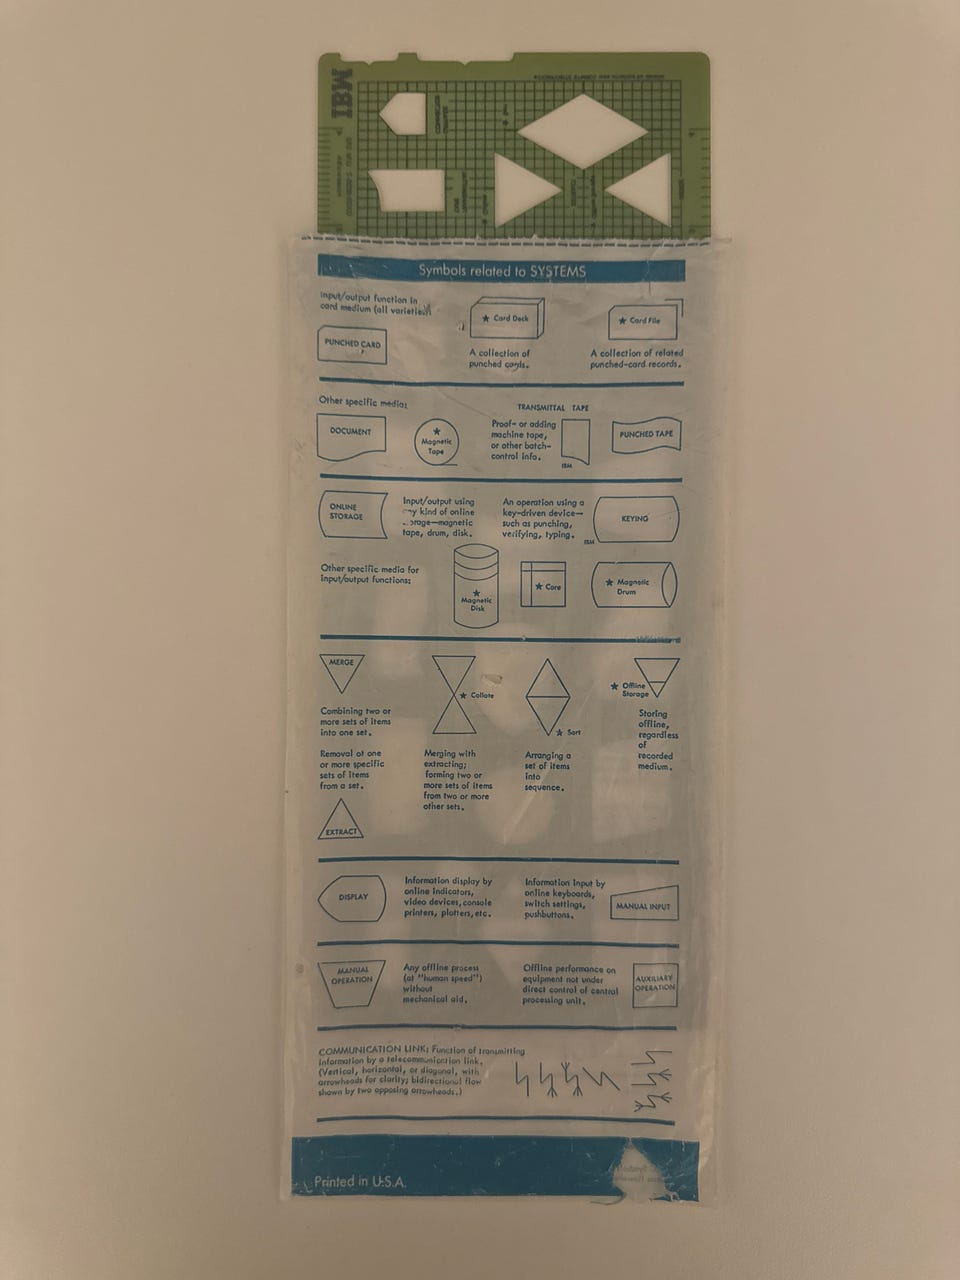 IBM
Symbols related to SYSTEMS
Input/output function in
card medium (all varieties)
PUNCHED CARD
★ Card Deck
A collection of
punched cards.
★ Card File
A collection of related
punched-card records.
Other specific media:
DOCUMENT
★
Magnetic
Tape
TRANSMITTAL TAPE
Proof- or adding
machine tape,
or other batch-
control info.
IBM
PUNCHED TAPE
ONLINE
STORAGE
Input/output using
kind of online
magnetic
tape, drum, disk.
An operation using a
key-driven device—
such as punching,
verifying, typing.
IBM
KEYING
Other specific media for
input/output functions:
★
Magnetic
Disk
★ Core
★ Magnetic
Drum
MERGE
Combining two or
more sets of items
into one set.
Removal of one
or more specific
sets of items
from a set.
EXTRACT
★ Collate
Merging with
extracting;
forming two or
more sets of items
from two or more
other sets.
★ Sort
Arranging a
set of items
into
sequence.
★ Offline
Storage
Storing
offline,
regardless
of
recorded
medium.
DISPLAY
Information display by
online indicators,
video devices, console
printers, plotters, etc.
Information input by
online keyboards,
switch settings,
pushbuttons.
MANUAL INPUT
MANUAL
OPERATION
Any offline process
(at "human speed")
without
mechanical aid.
Offline performance on
equipment not under
direct control of central
processing unit.
AUXILIARY
OPERATION
COMMUNICATION LINK: Function of transmitting
information by a telecommunication link.
(Vertical, horizontal, or diagonal, with
arrowheads for clarity; bidirectional flow
shown by two opposing arrowheads.)
Printed in U.S.A.